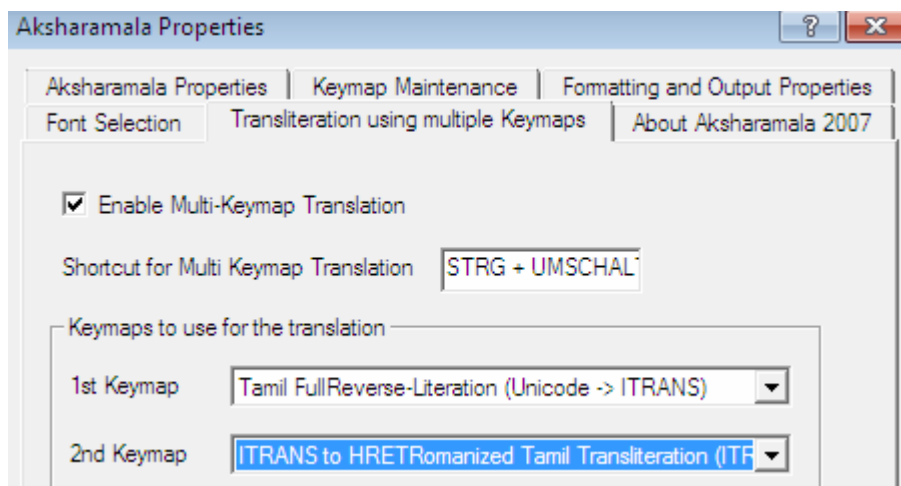 Aksharamala Properties
Aksharamala Properties Keymap Maintenance Formatting and Output Properties
Font Selection Transliteration using multiple Keymaps About Aksharamala 2007
Enable Multi-Keymap Translation
Shortcut for Multi Keymap Translation STRG + UMSCHALT
Keymaps to use for the translation
1st Keymap Tamil FullReverse-Literation (Unicode -> ITRANS)
2nd Keymap ITRANS to HRETRomanized Tamil Transliteration (ITR